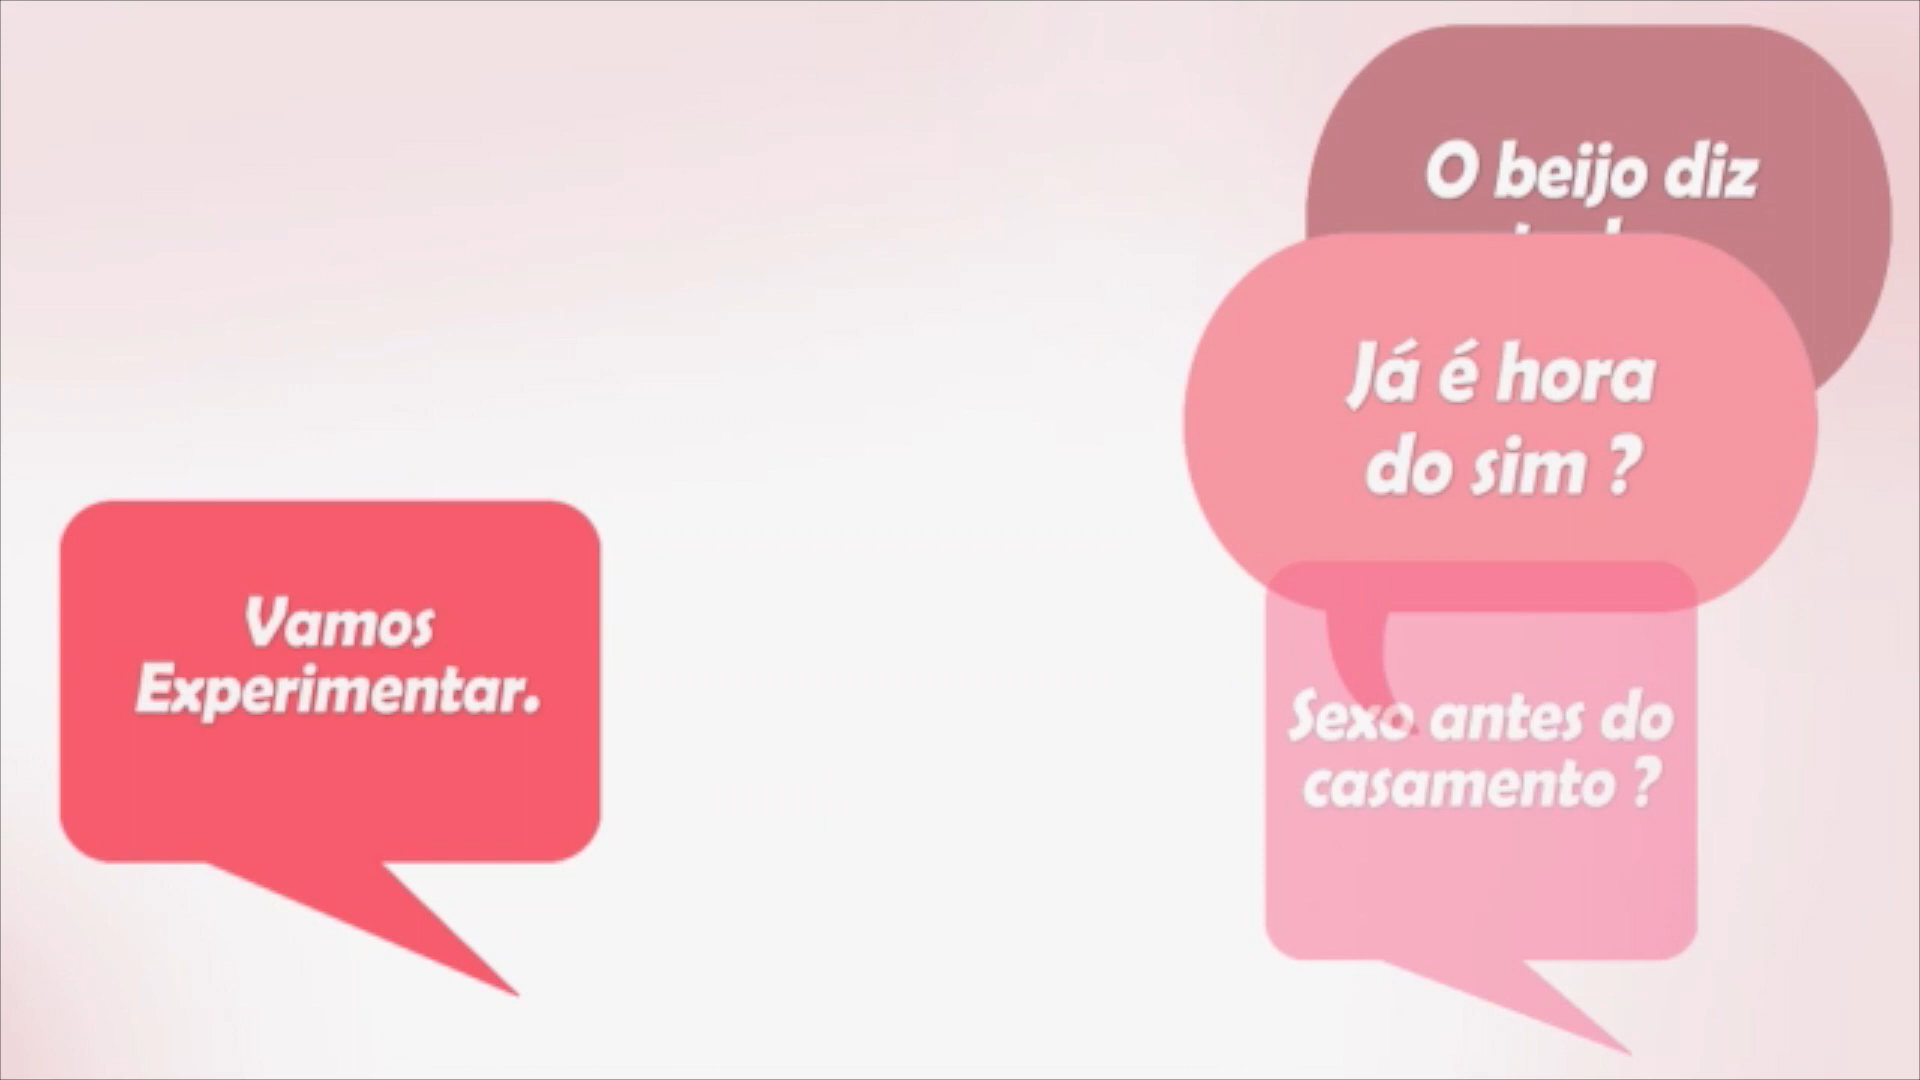 O beijo diz
Já é hora
do sim ?
Vamos
Experimentar.
Sexo antes do
casamento ?